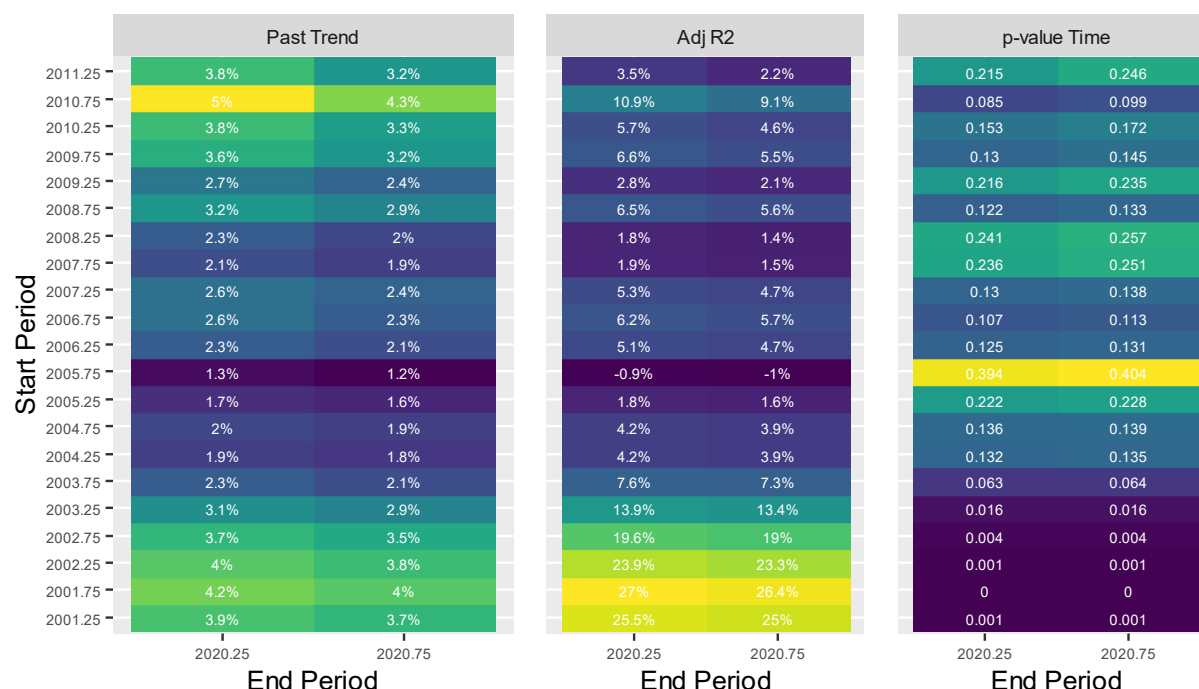 Past Trend Adj R2 p-value Time
Start Period
2011.25 3.8% 3.2% 3.5% 2.2% 0.215 0.246
2010.75 5% 4.3% 10.9% 9.1% 0.085 0.099
2010.25 3.8% 3.3% 5.7% 4.6% 0.153 0.172
2009.75 3.6% 3.2% 6.6% 5.5% 0.13 0.145
2009.25 2.7% 2.4% 2.8% 2.1% 0.216 0.235
2008.75 3.2% 2.9% 6.5% 5.6% 0.122 0.133
2008.25 2.3% 2% 1.8% 1.4% 0.241 0.257
2007.75 2.1% 1.9% 1.9% 1.5% 0.236 0.251
2007.25 2.6% 2.4% 5.3% 4.7% 0.13 0.138
2006.75 2.6% 2.3% 6.2% 5.7% 0.107 0.113
2006.25 2.3% 2.1% 5.1% 4.7% 0.125 0.131
2005.75 1.3% 1.2% -0.9% -1% 0.394 0.404
2005.25 1.7% 1.6% 1.8% 1.6% 0.222 0.228
2004.75 2% 1.9% 4.2% 3.9% 0.136 0.139
2004.25 1.9% 1.8% 4.2% 3.9% 0.132 0.135
2003.75 2.3% 2.1% 7.6% 7.3% 0.063 0.064
2003.25 3.1% 2.9% 13.9% 13.4% 0.016 0.016
2002.75 3.7% 3.5% 19.6% 19% 0.004 0.004
2002.25 4% 3.8% 23.9% 23.3% 0.001 0.001
2001.75 4.2% 4% 27% 26.4% 0 0
2001.25 3.9% 3.7% 25.5% 25% 0.001 0.001
2020.25 2020.75 2020.25 2020.75 2020.25 2020.75
End Period End Period End Period